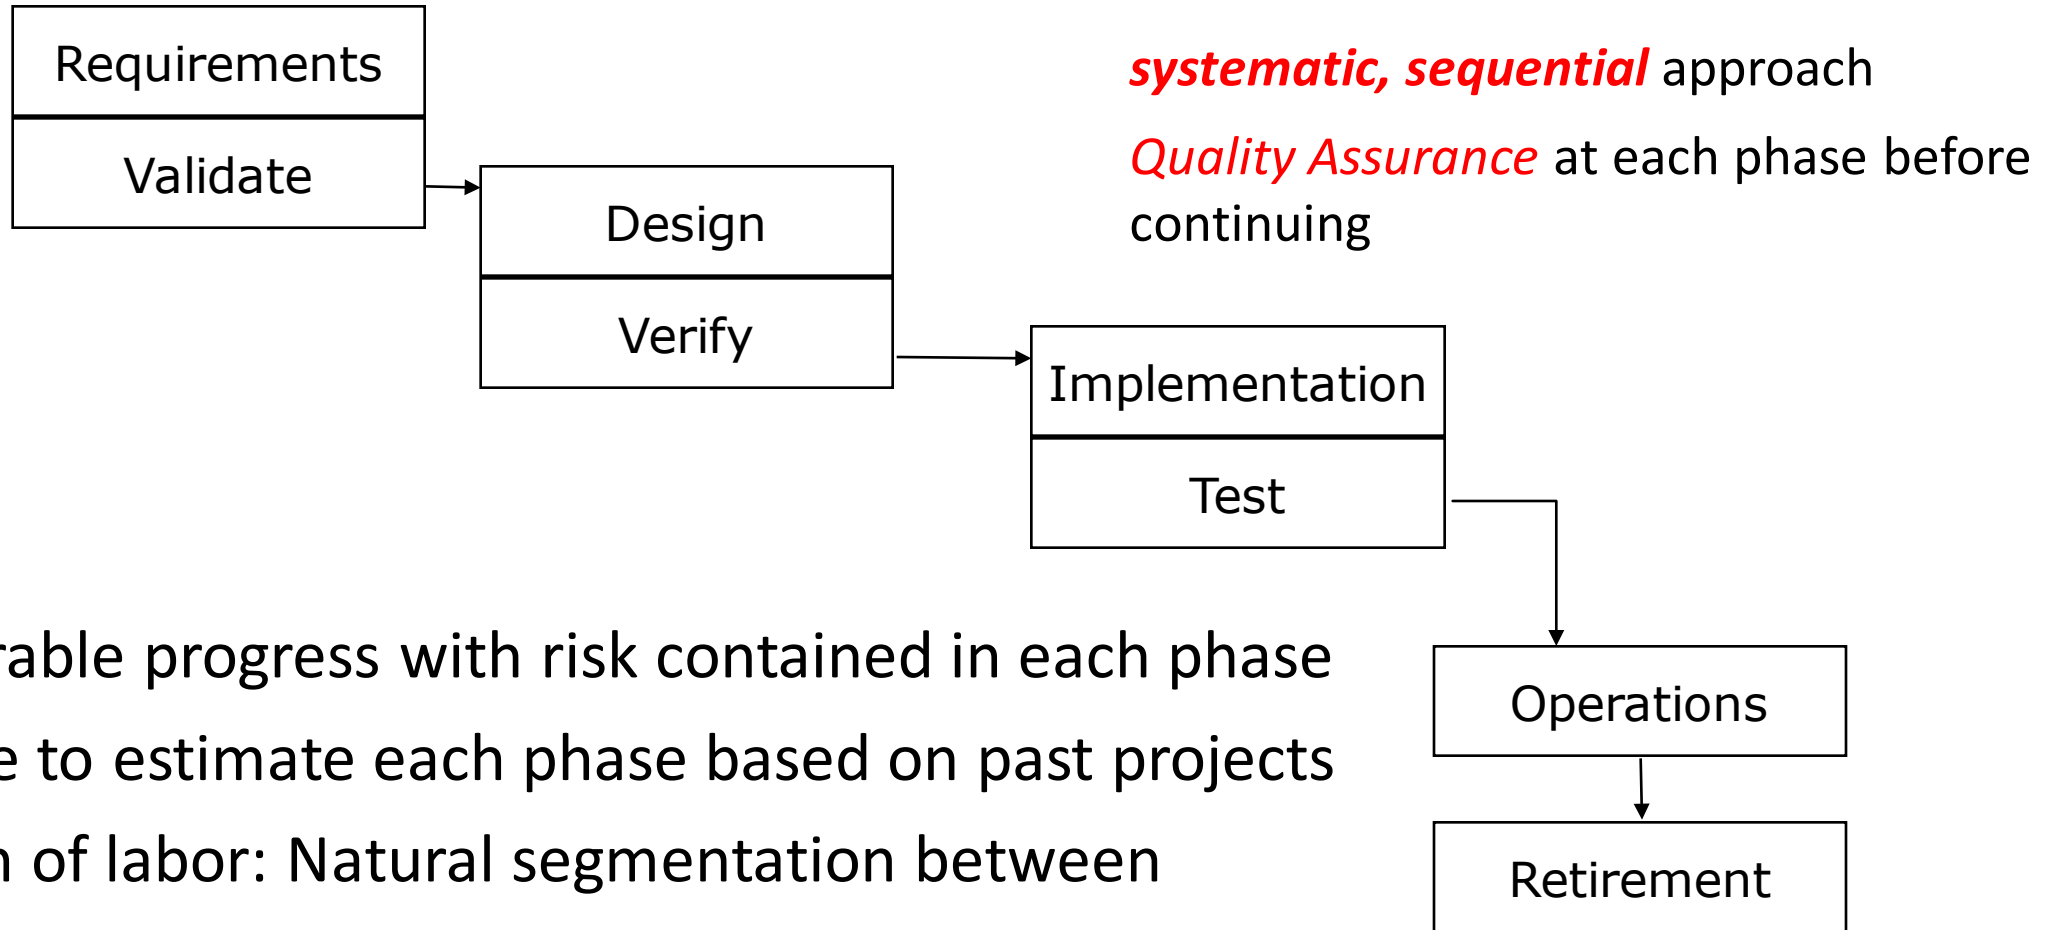 Requirements
Validate
systematic, sequential approach
Quality Assurance at each phase before
continuing
Design
Verify
Implementation
Test
rable progress with risk contained in each phase
e to estimate each phase based on past projects
n of labor: Natural segmentation between
Operations
Retirement